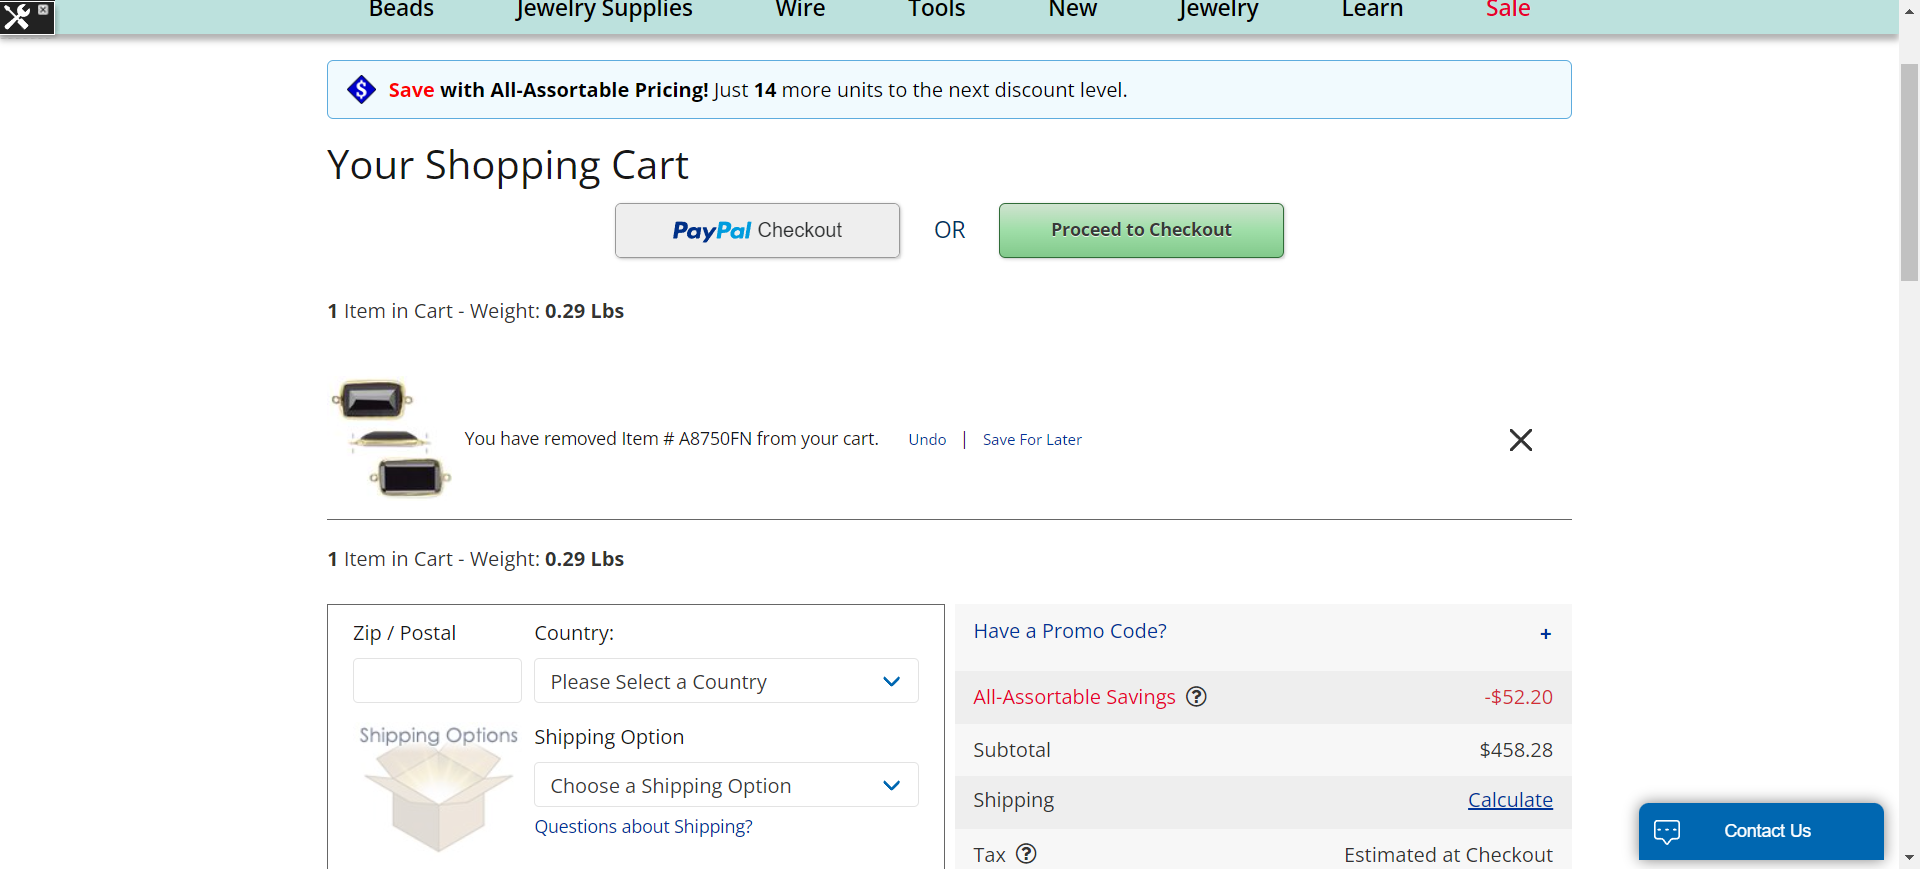 Beads Jewelry Supplies Wire Tools New Jewelry Learn Sale
Save with All-Assortable Pricing! Just 14 more units to the next discount level.
Your Shopping Cart
PayPal Checkout OR Proceed to Checkout
1 Item in Cart - Weight: 0.29 Lbs
You have removed Item # A8750FN from your cart. Undo | Save For Later
1 Item in Cart - Weight: 0.29 Lbs
Zip / Postal Country:
Please Select a Country
Shipping Options Shipping Option
Choose a Shipping Option
Questions about Shipping?
Have a Promo Code? +
All-Assortable Savings ? -$52.20
Subtotal $458.28
Shipping Calculate
Tax ? Estimated at Checkout
Contact Us